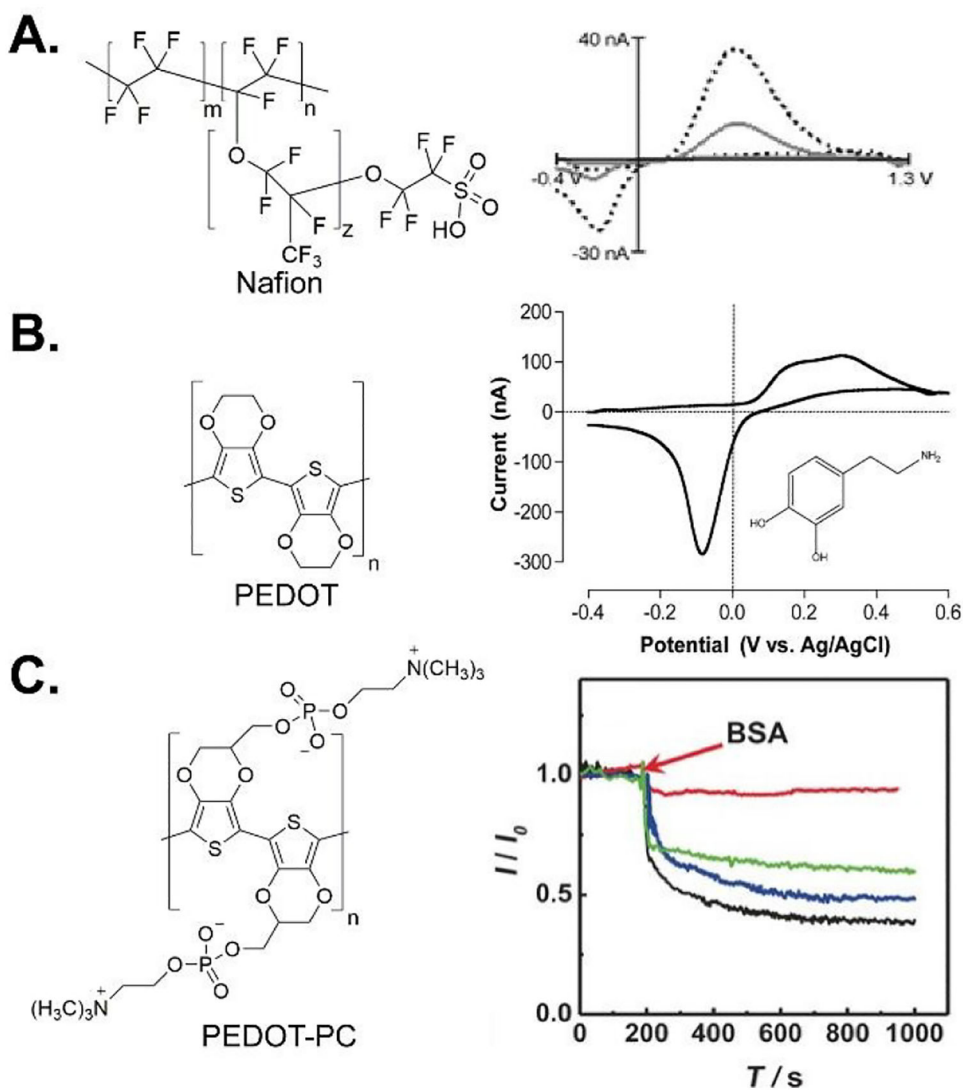 A.
F F F F
F F F
m n
O F F
F F O F F O
F F S
z F F O
CF3 HO
Nafion
40 nA
-0.4 V 1.3 V
-30 nA
B.
O O
S S
O O
n
PEDOT
200
100
0
-100
-200
-300
Current (nA)
NH2
HO
OH
-0.4 -0.2 0.0 0.2 0.4 0.6
Potential (V vs. Ag/AgCl)
C.
+
N(CH3)3
O
P O
O O−
O O
S S
O O
n
O−
O P O
O
+
(H3C)3N
PEDOT-PC
BSA
1.0
0.5
0.0
I / I0
0 200 400 600 800 1000
T / s